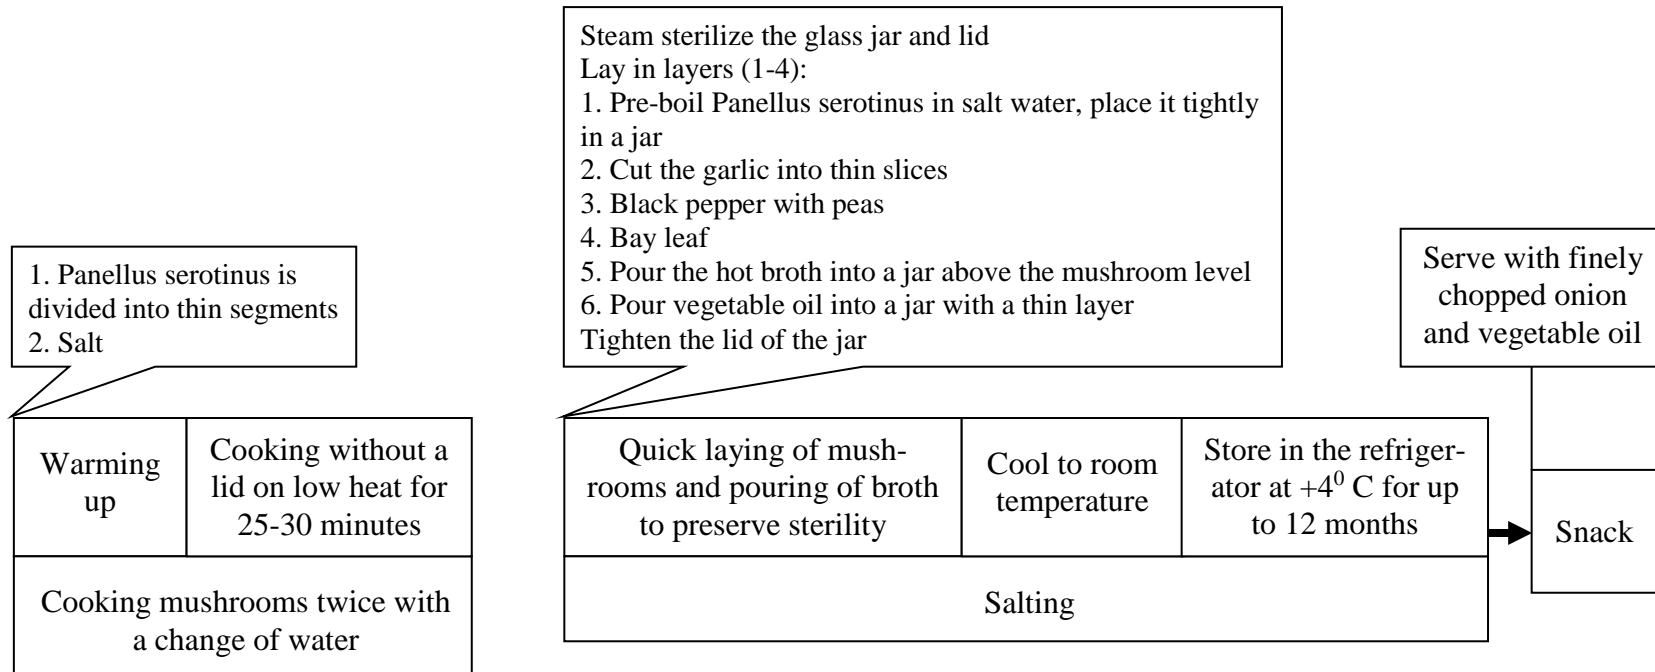 Steam sterilize the glass jar and lid
Lay in layers (1-4):
1. Pre-boil Panellus serotinus in salt water, place it tightly
in a jar
2. Cut the garlic into thin slices
3. Black pepper with peas
4. Bay leaf
5. Pour the hot broth into a jar above the mushroom level
6. Pour vegetable oil into a jar with a thin layer
Tighten the lid of the jar
1. Panellus serotinus is
divided into thin segments
2. Salt
Serve with finely
chopped onion
and vegetable oil
Warming
up
Cooking without a
lid on low heat for
25-30 minutes
Cooking mushrooms twice with
a change of water
Quick laying of mush-
rooms and pouring of broth
to preserve sterility
Cool to room
temperature
Store in the refriger-
ator at +4⁰ C for up
to 12 months
Salting
Snack